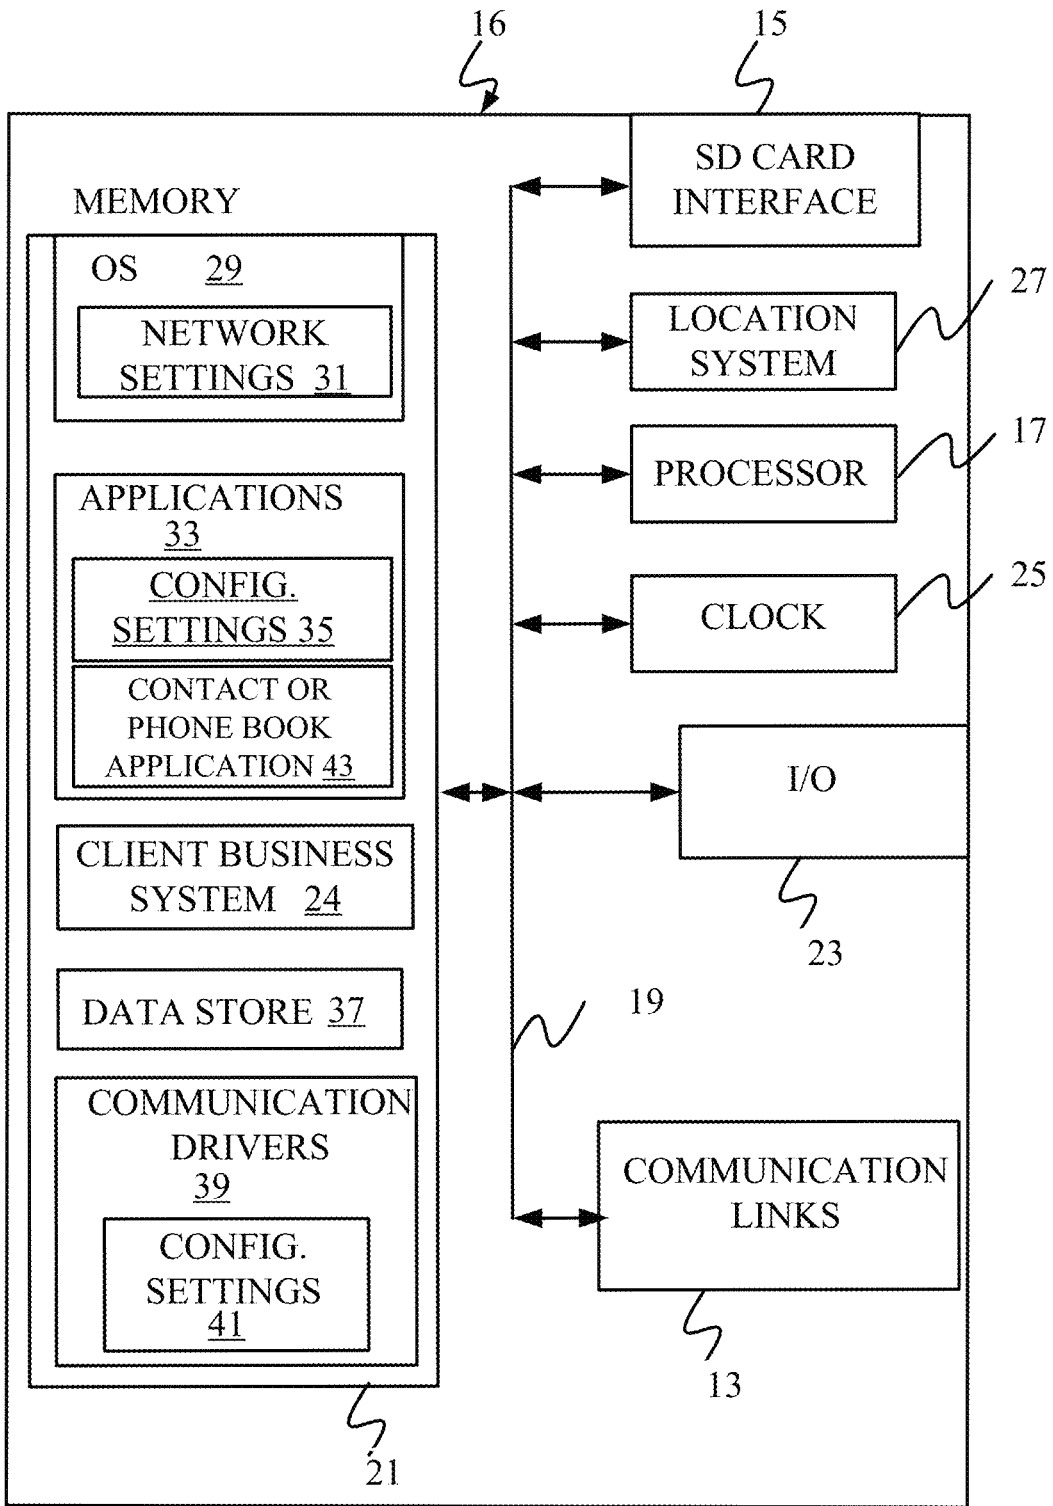 16
15
SD CARD
INTERFACE
MEMORY
OS 29
NETWORK
SETTINGS 31
27
LOCATION
SYSTEM
17
PROCESSOR
APPLICATIONS
33
CONFIG.
SETTINGS 35
25
CLOCK
CONTACT OR
PHONE BOOK
APPLICATION 43
I/O
23
CLIENT BUSINESS
SYSTEM 24
DATA STORE 37
19
COMMUNICATION
DRIVERS
39
CONFIG.
SETTINGS
41
COMMUNICATION
LINKS
13
21